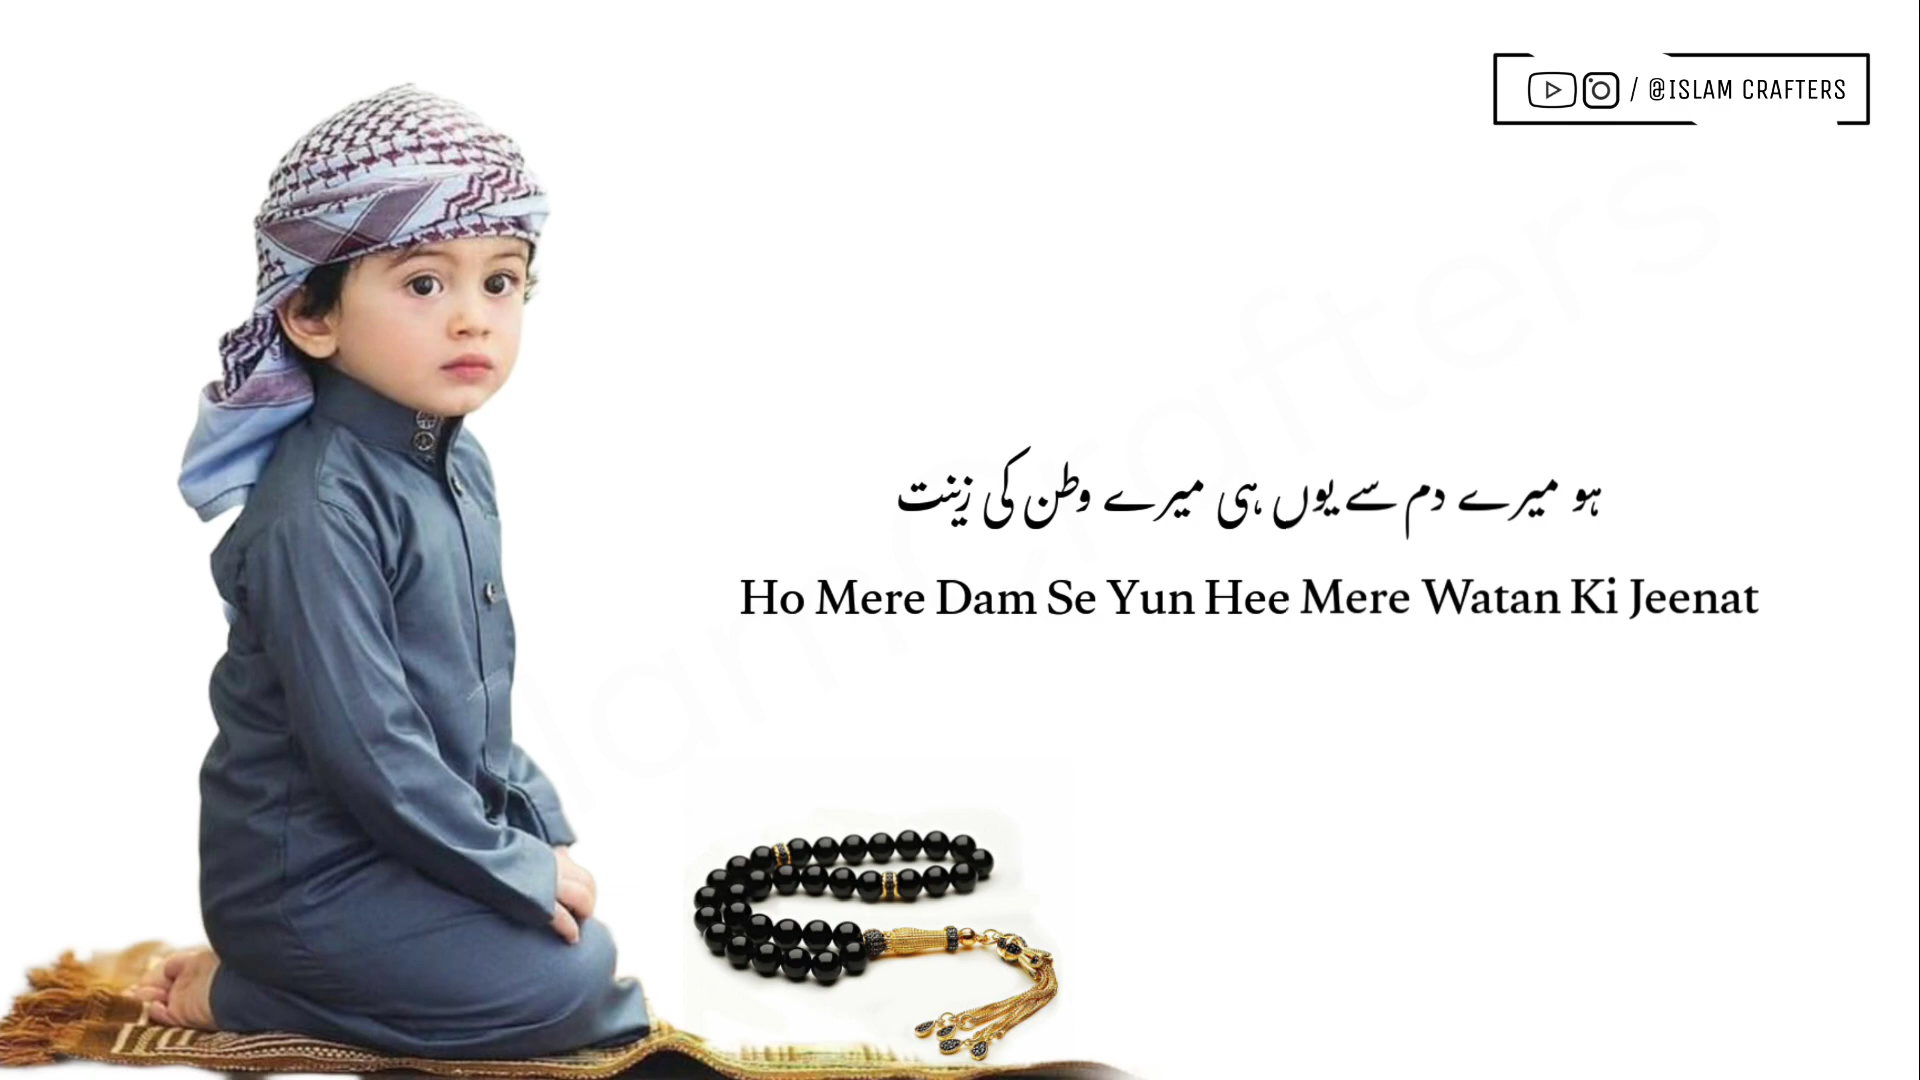 / @ISLAM CRAFTERS
ہو میرے دم سے یوں ہی میرے وطن کی زینت
Ho Mere Dam Se Yun Hee Mere Watan Ki Jeenat
lamCrafters